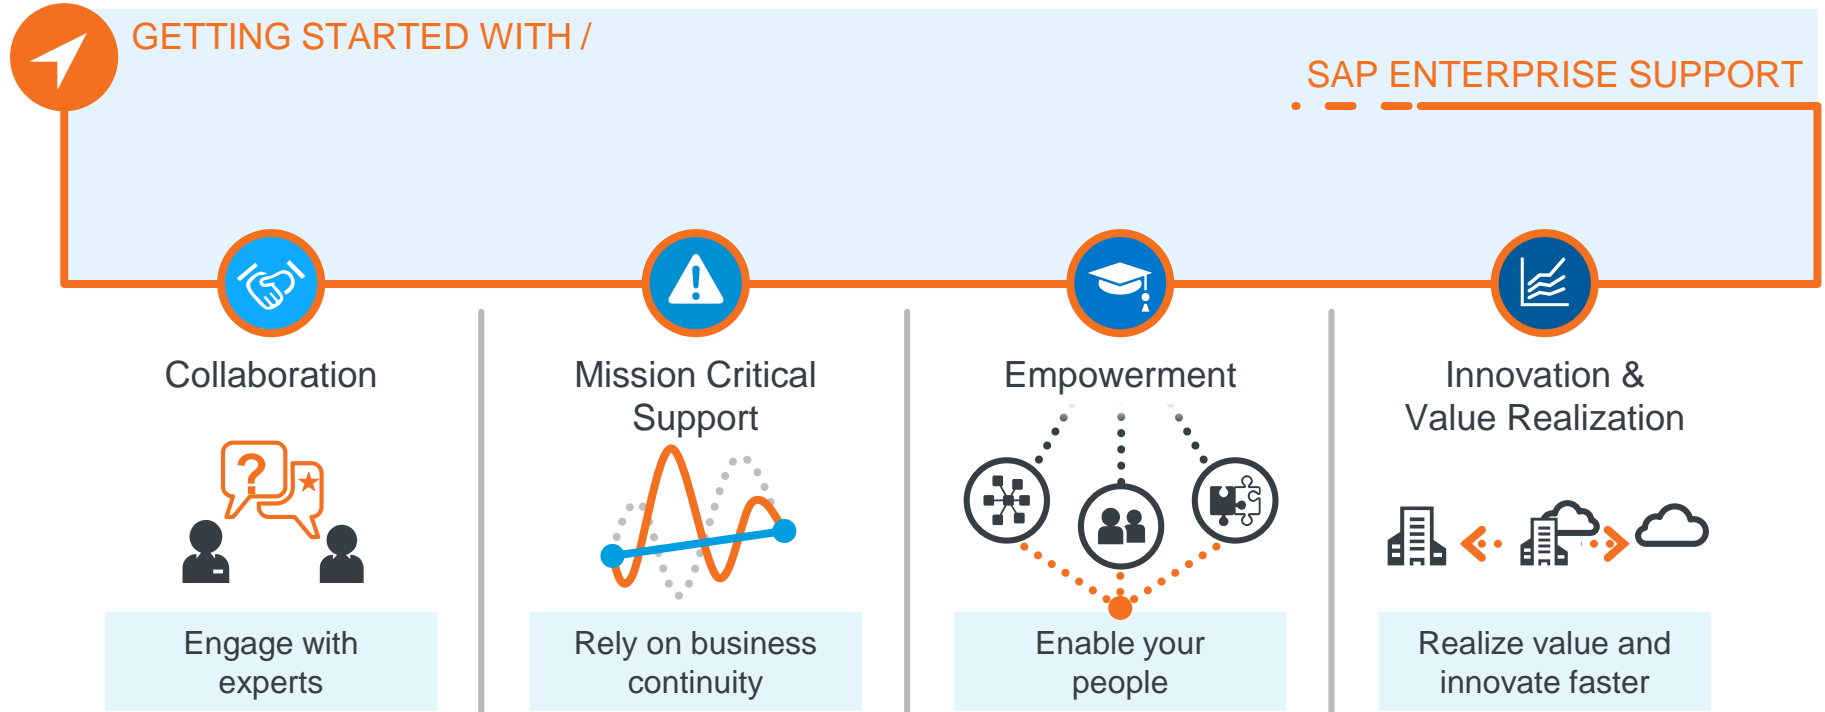 GETTING STARTED WITH /
SAP ENTERPRISE SUPPORT
Collaboration
Mission Critical
Support
Empowerment
Innovation &
Value Realization
?
Engage with
experts
Rely on business
continuity
Enable your
people
Realize value and
innovate faster